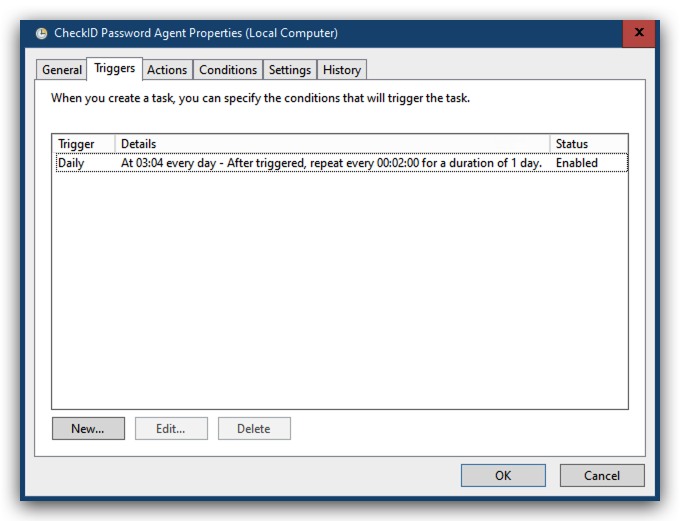 CheckID Password Agent Properties (Local Computer)
x
General Triggers Actions Conditions Settings History
When you create a task, you can specify the conditions that will trigger the task.
Trigger Details Status
Daily At 03:04 every day - After triggered, repeat every 00:02:00 for a duration of 1 day. Enabled
New... Edit... Delete
OK Cancel